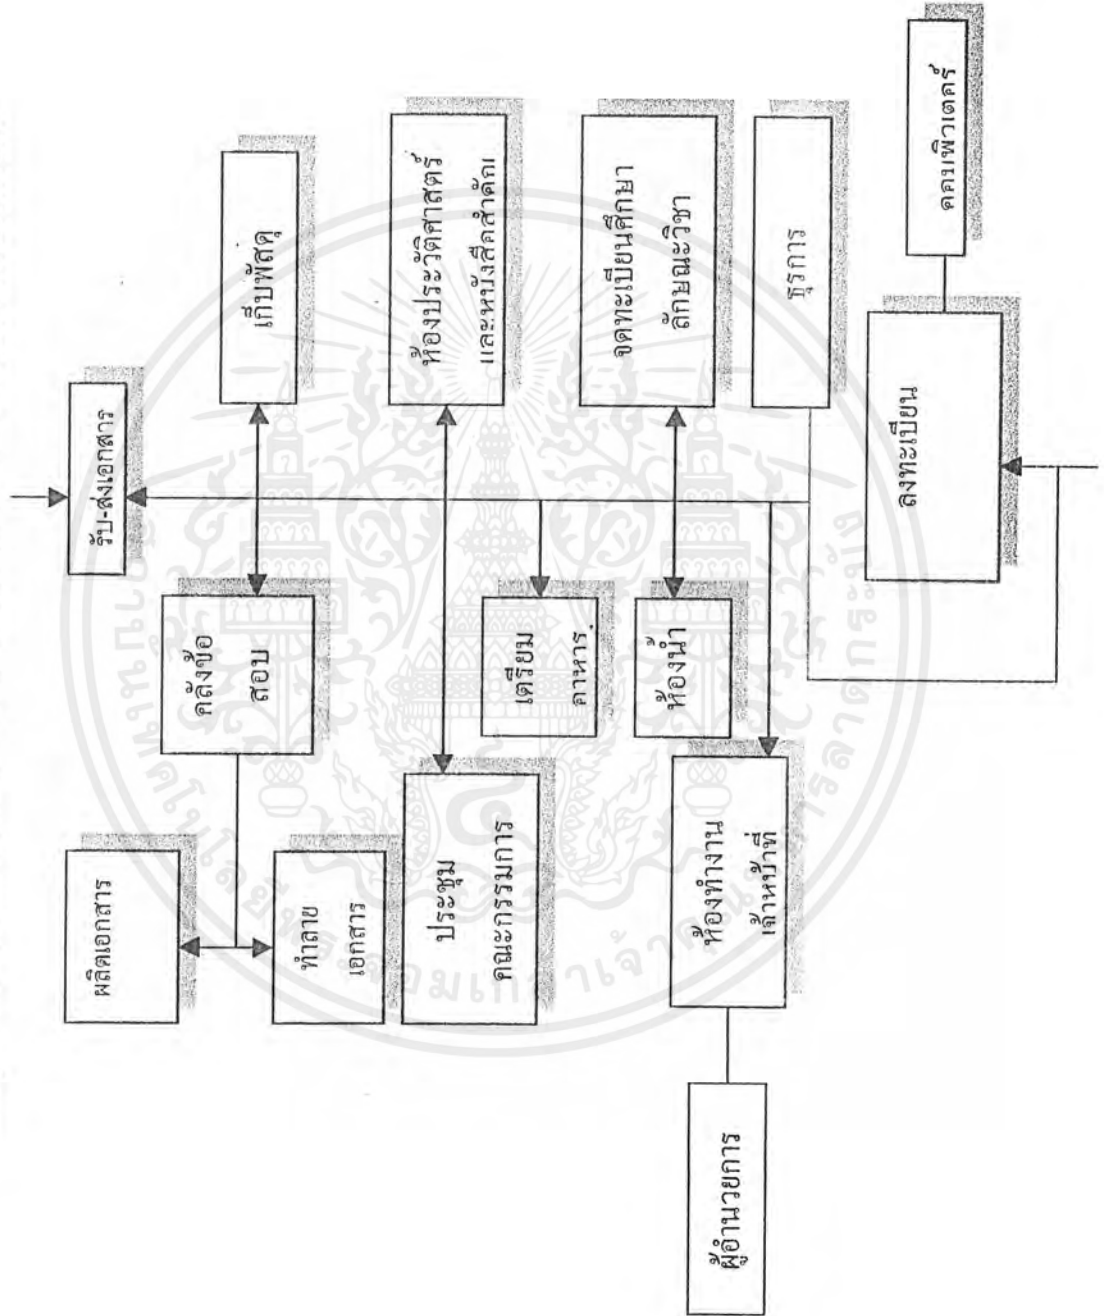 รับ-ส่งเอกสาร
เก็บพัสดุ
คลังข้อ
สอบ
ผลิตเอกสาร
ทำลาย
เอกสาร
ห้องประวัติศาสตร์
และหนังสือสำคัญ
ประชุม
คณะกรรมการ
เตรียม
อาหาร
จดทะเบียนศึกษา
ลักษณะวิชา
ห้องน้ำ
ธุรการ
ห้องทำงาน
เจ้าหน้าที่
ผู้อำนวยการ
ลงทะเบียน
คอมพิวเตอร์